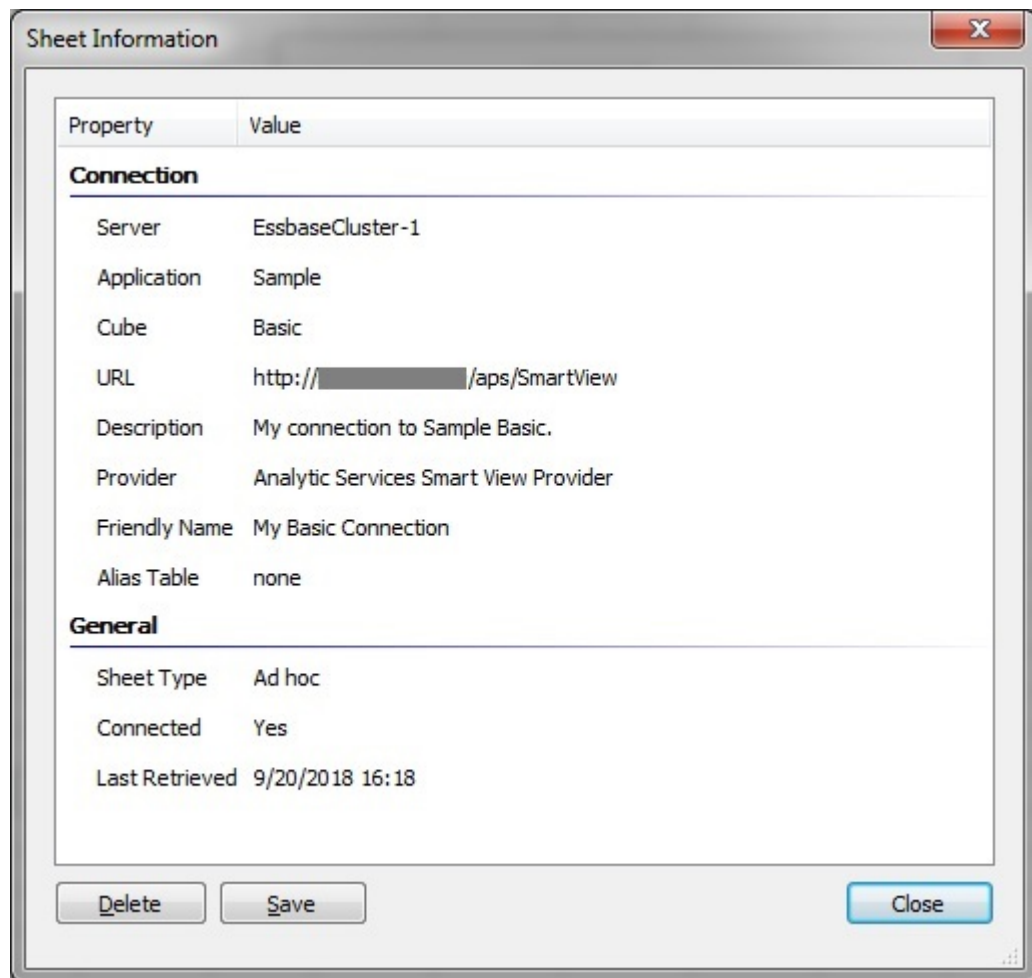 Sheet Information
Property Value
Connection
Server EssbaseCluster-1
Application Sample
Cube Basic
URL http:// /aps/SmartView
Description My connection to Sample Basic.
Provider Analytic Services Smart View Provider
Friendly Name My Basic Connection
Alias Table none
General
Sheet Type Ad hoc
Connected Yes
Last Retrieved 9/20/2018 16:18
Delete Save Close